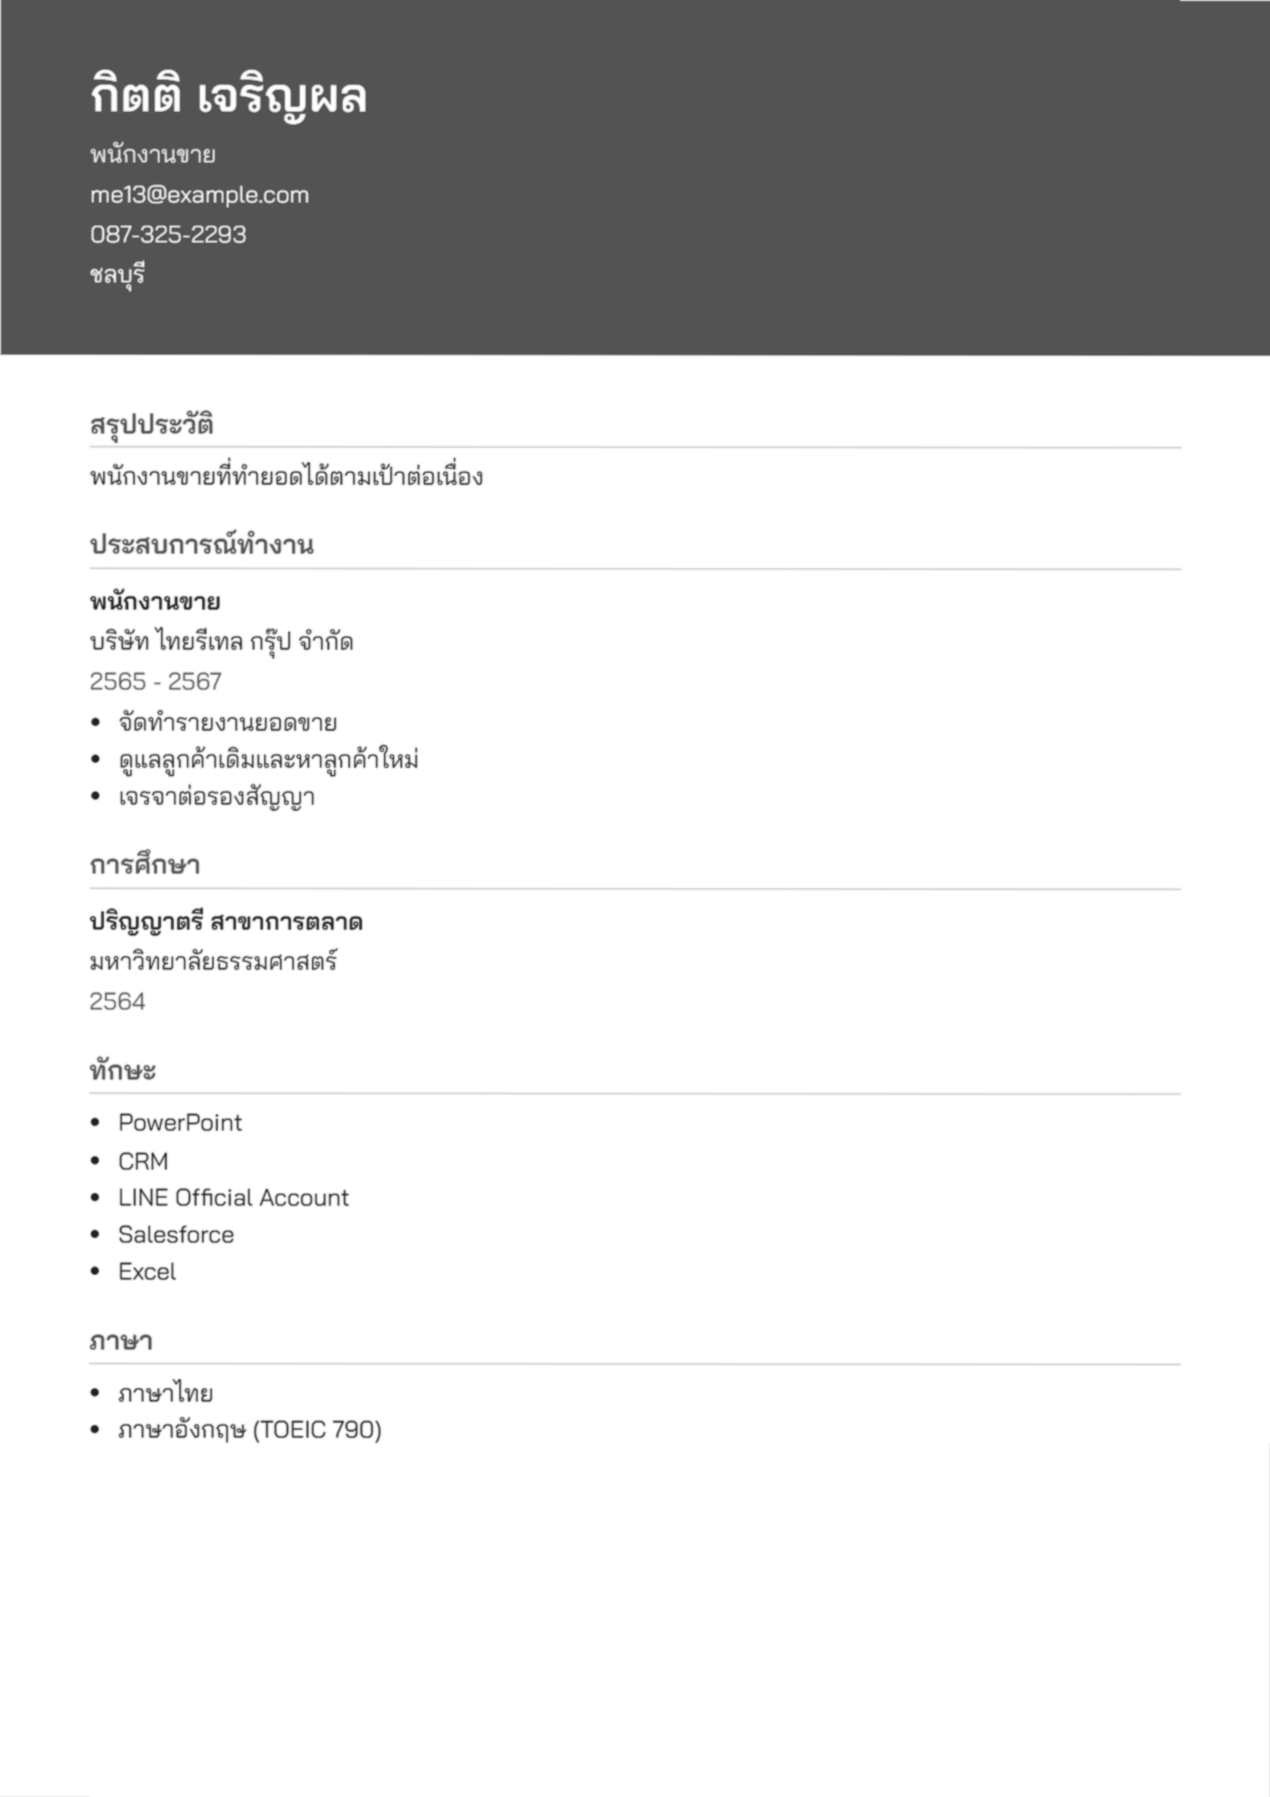 กิตติ เจริญผล
พนักงานขาย
me13@example.com
087-325-2293
ชลบุรี
สรุปประวัติ
พนักงานขายที่ทำยอดได้ตามเป้าต่อเนื่อง
ประสบการณ์ทำงาน
พนักงานขาย
บริษัท ไทยรีเทล กรุ๊ป จำกัด
2565 - 2567
• จัดทำรายงานยอดขาย
• ดูแลลูกค้าเดิมและหาลูกค้าใหม่
• เจรจาต่อรองสัญญา
การศึกษา
ปริญญาตรี สาขาการตลาด
มหาวิทยาลัยธรรมศาสตร์
2564
ทักษะ
• PowerPoint
• CRM
• LINE Official Account
• Salesforce
• Excel
ภาษา
• ภาษาไทย
• ภาษาอังกฤษ (TOEIC 790)